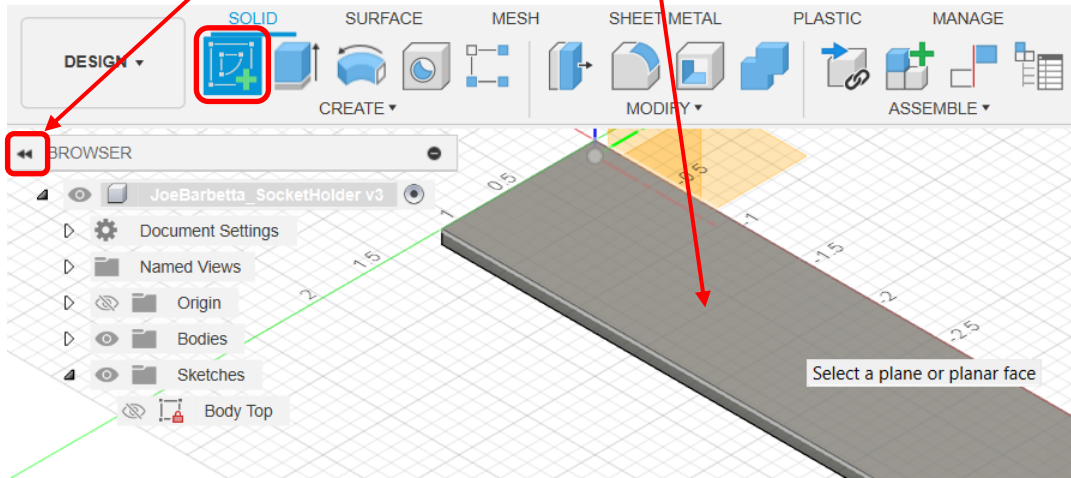 SOLID SURFACE MESH SHEET METAL PLASTIC MANAGE
DESIGN ▾
CREATE ▾ MODIFY ▾ ASSEMBLE ▾
BROWSER
JoeBarbetta_SocketHolder v3
Document Settings
Named Views
Origin
Bodies
Sketches
Body Top
0.5
1
1.5
2
-0.5
-1
-1.5
-2
-2.5
Select a plane or planar face